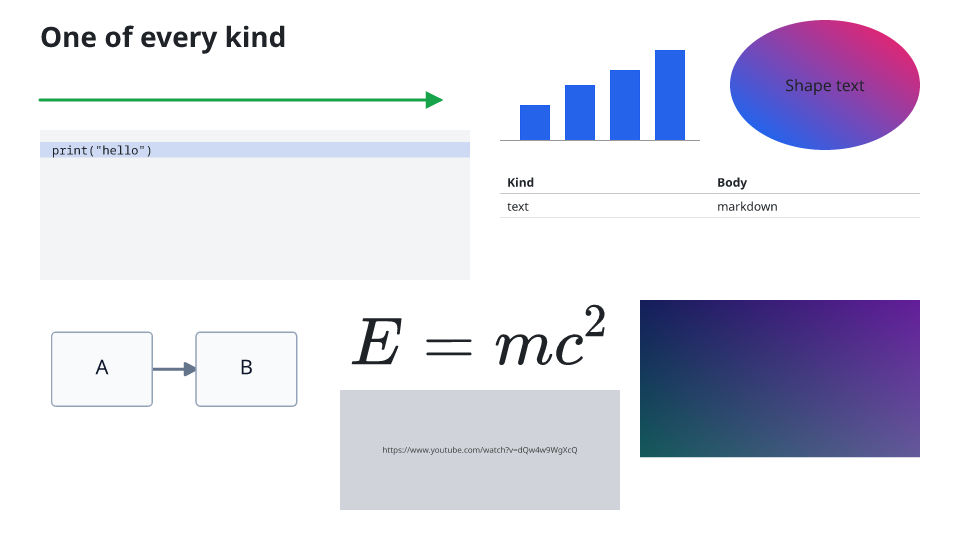 One of every kind
Shape text
print("hello")
Kind Body
text markdown
A B
E = mc²
https://www.youtube.com/watch?v=dQw4w9WgXcQ